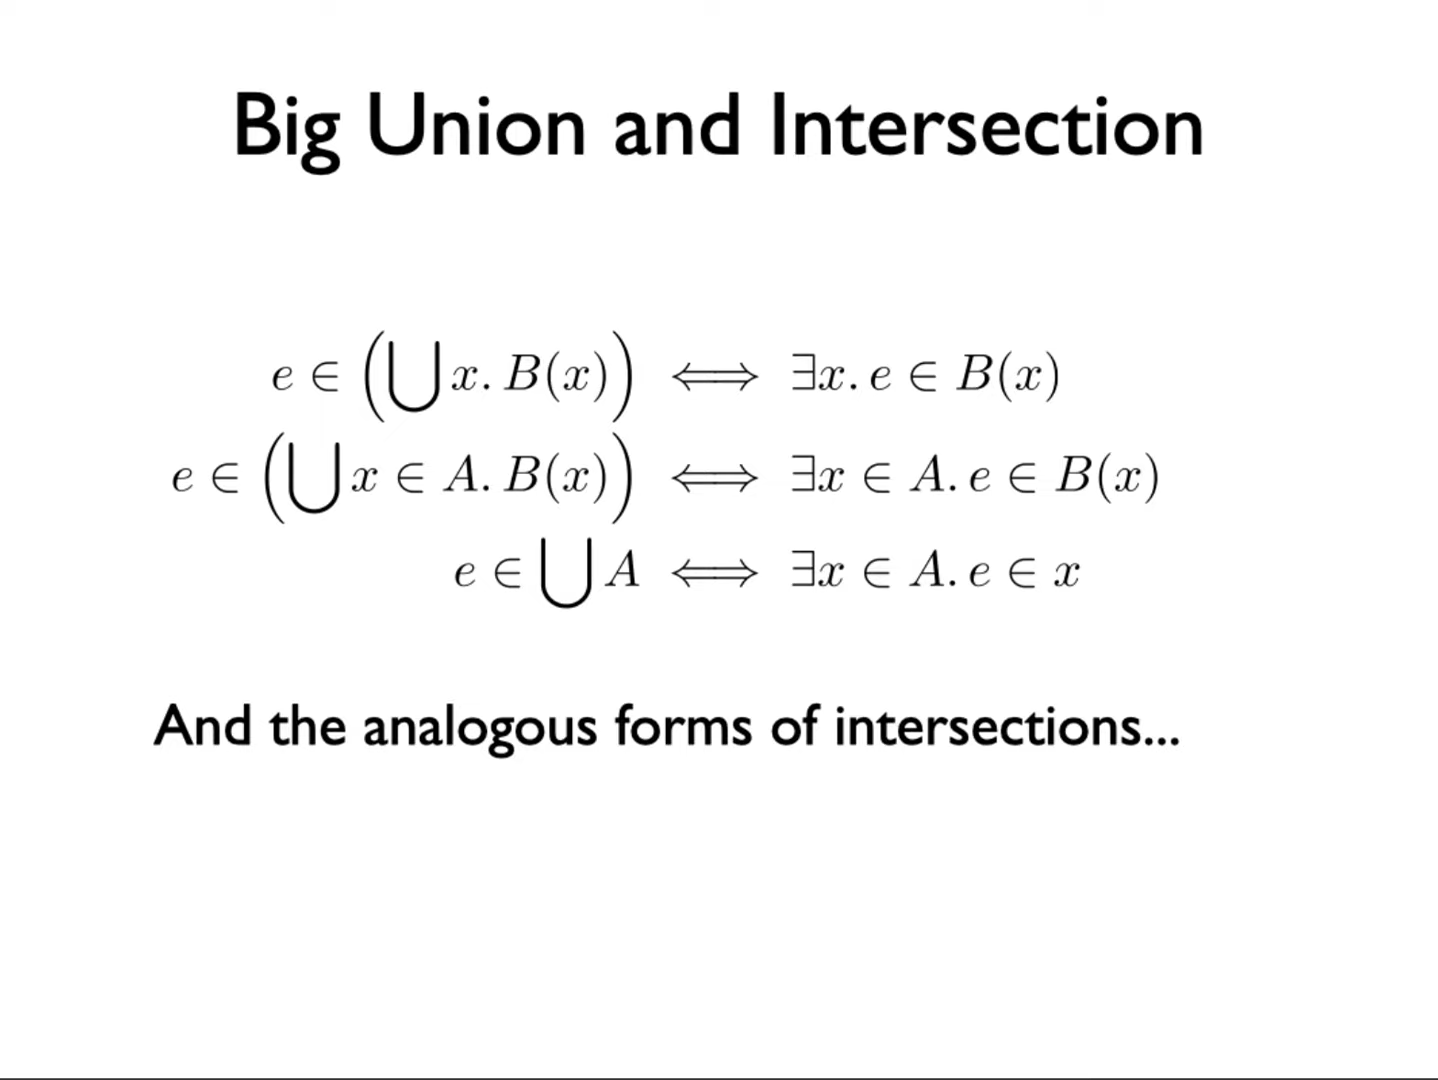 Big Union and Intersection
e ∈ (⋃ x. B(x)) ⟺ ∃x. e ∈ B(x)
e ∈ (⋃ x ∈ A. B(x)) ⟺ ∃x ∈ A. e ∈ B(x)
e ∈ ⋃ A ⟺ ∃x ∈ A. e ∈ x
And the analogous forms of intersections...